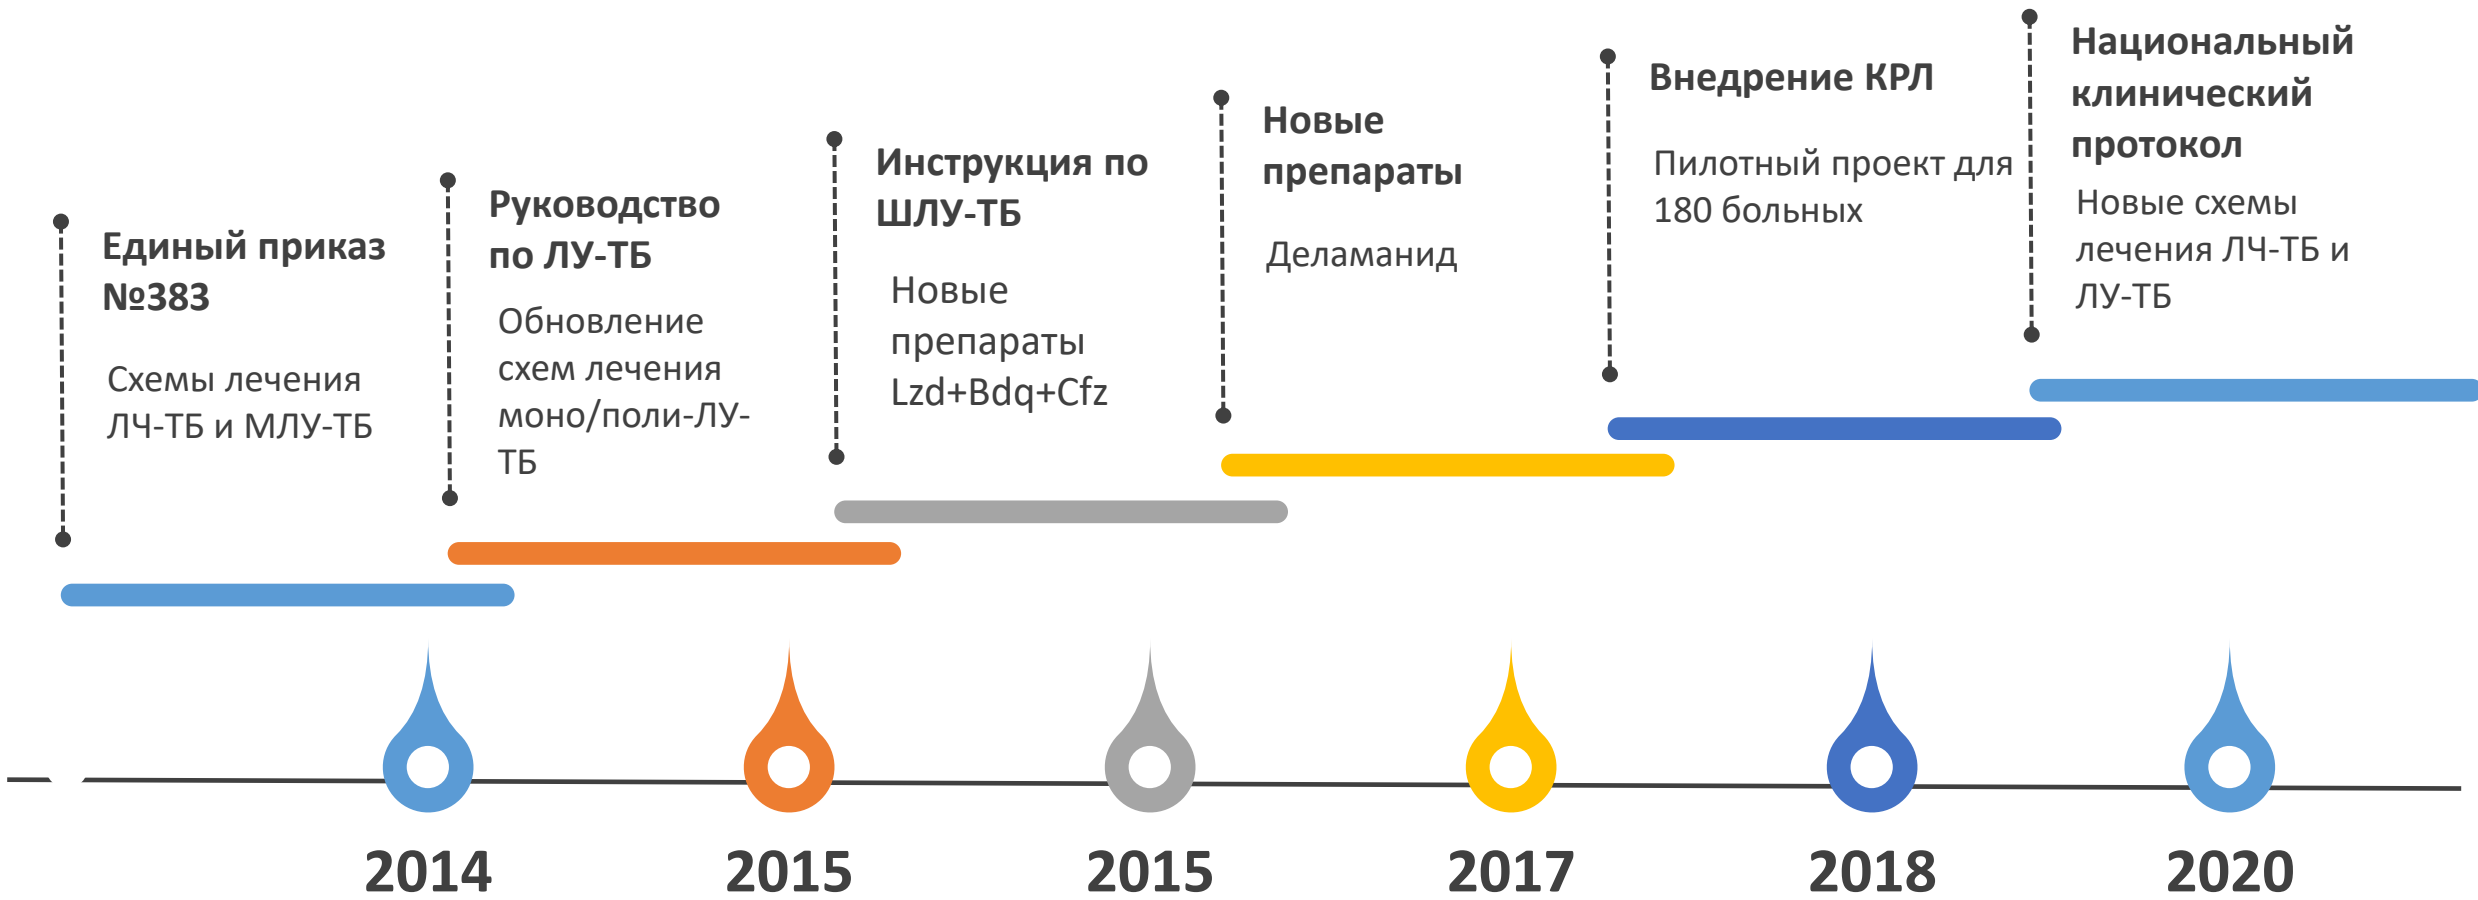 Единый приказ
№383
Схемы лечения
ЛЧ-ТБ и МЛУ-ТБ
Руководство
по ЛУ-ТБ
Обновление
схем лечения
моно/поли-ЛУ-
ТБ
Инструкция по
ШЛУ-ТБ
Новые
препараты
Lzd+Bdq+Cfz
Новые
препараты
Деламанид
Внедрение КРЛ
Пилотный проект для
180 больных
Национальный
клинический
протокол
Новые схемы
лечения ЛЧ-ТБ и
ЛУ-ТБ
2014
2015
2015
2017
2018
2020